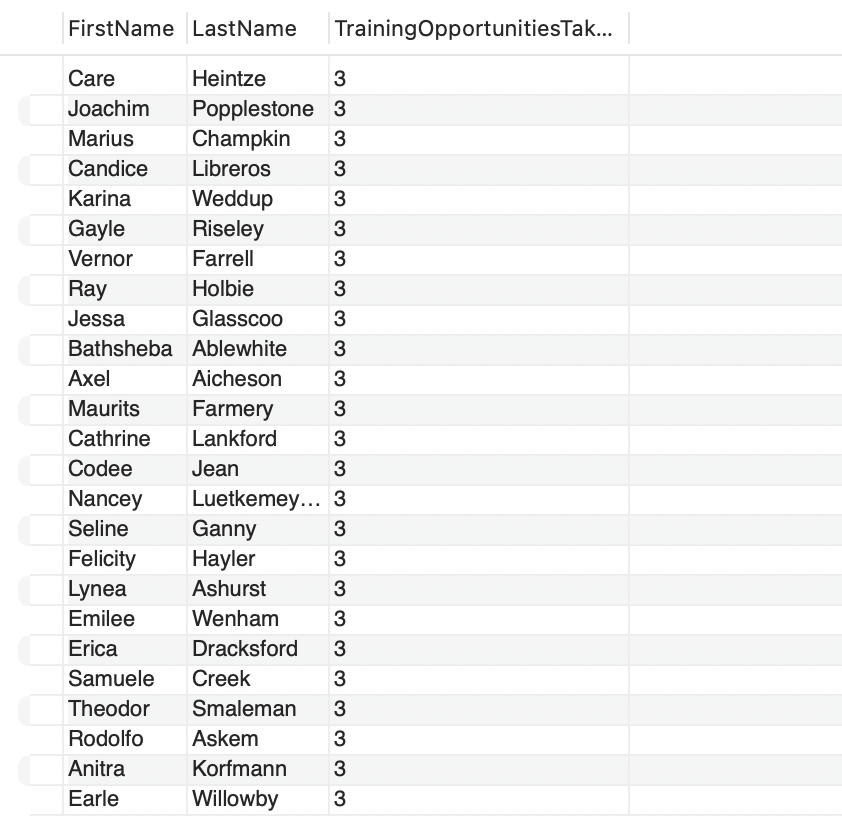 FirstName LastName TrainingOpportunitiesTak...
Care Heintze 3
Joachim Popplestone 3
Marius Champkin 3
Candice Libreros 3
Karina Weddup 3
Gayle Riseley 3
Vernor Farrell 3
Ray Holbie 3
Jessa Glasscoo 3
Bathsheba Ablewhite 3
Axel Aicheson 3
Maurits Farmery 3
Cathrine Lankford 3
Codee Jean 3
Nancey Luetkemey... 3
Seline Ganny 3
Felicity Hayler 3
Lynea Ashurst 3
Emilee Wenham 3
Erica Dracksford 3
Samuele Creek 3
Theodor Smaleman 3
Rodolfo Askem 3
Anitra Korfmann 3
Earle Willowby 3